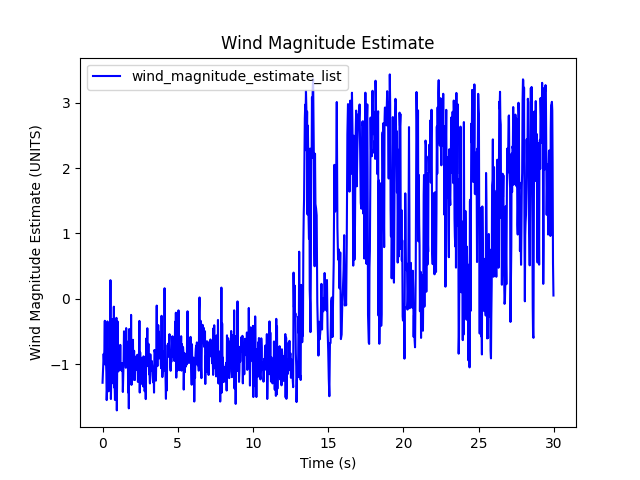 Wind Magnitude Estimate
wind_magnitude_estimate_list
Wind Magnitude Estimate (UNITS)
3
2
1
0
−1
0 5 10 15 20 25 30
Time (s)